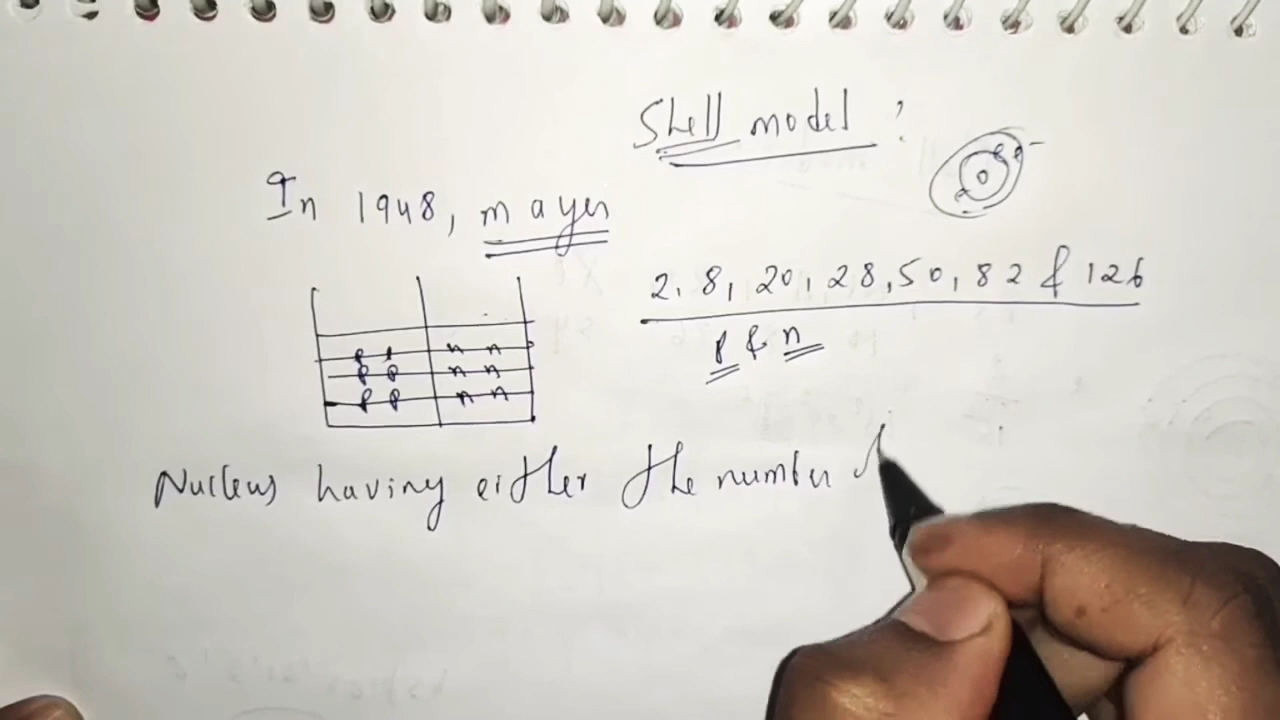 Shell model :
In 1948, mayer
2, 8, 20, 28, 50, 82 & 126
p & n
p p n n
p p n n
p p n n
Nucleus having either the number